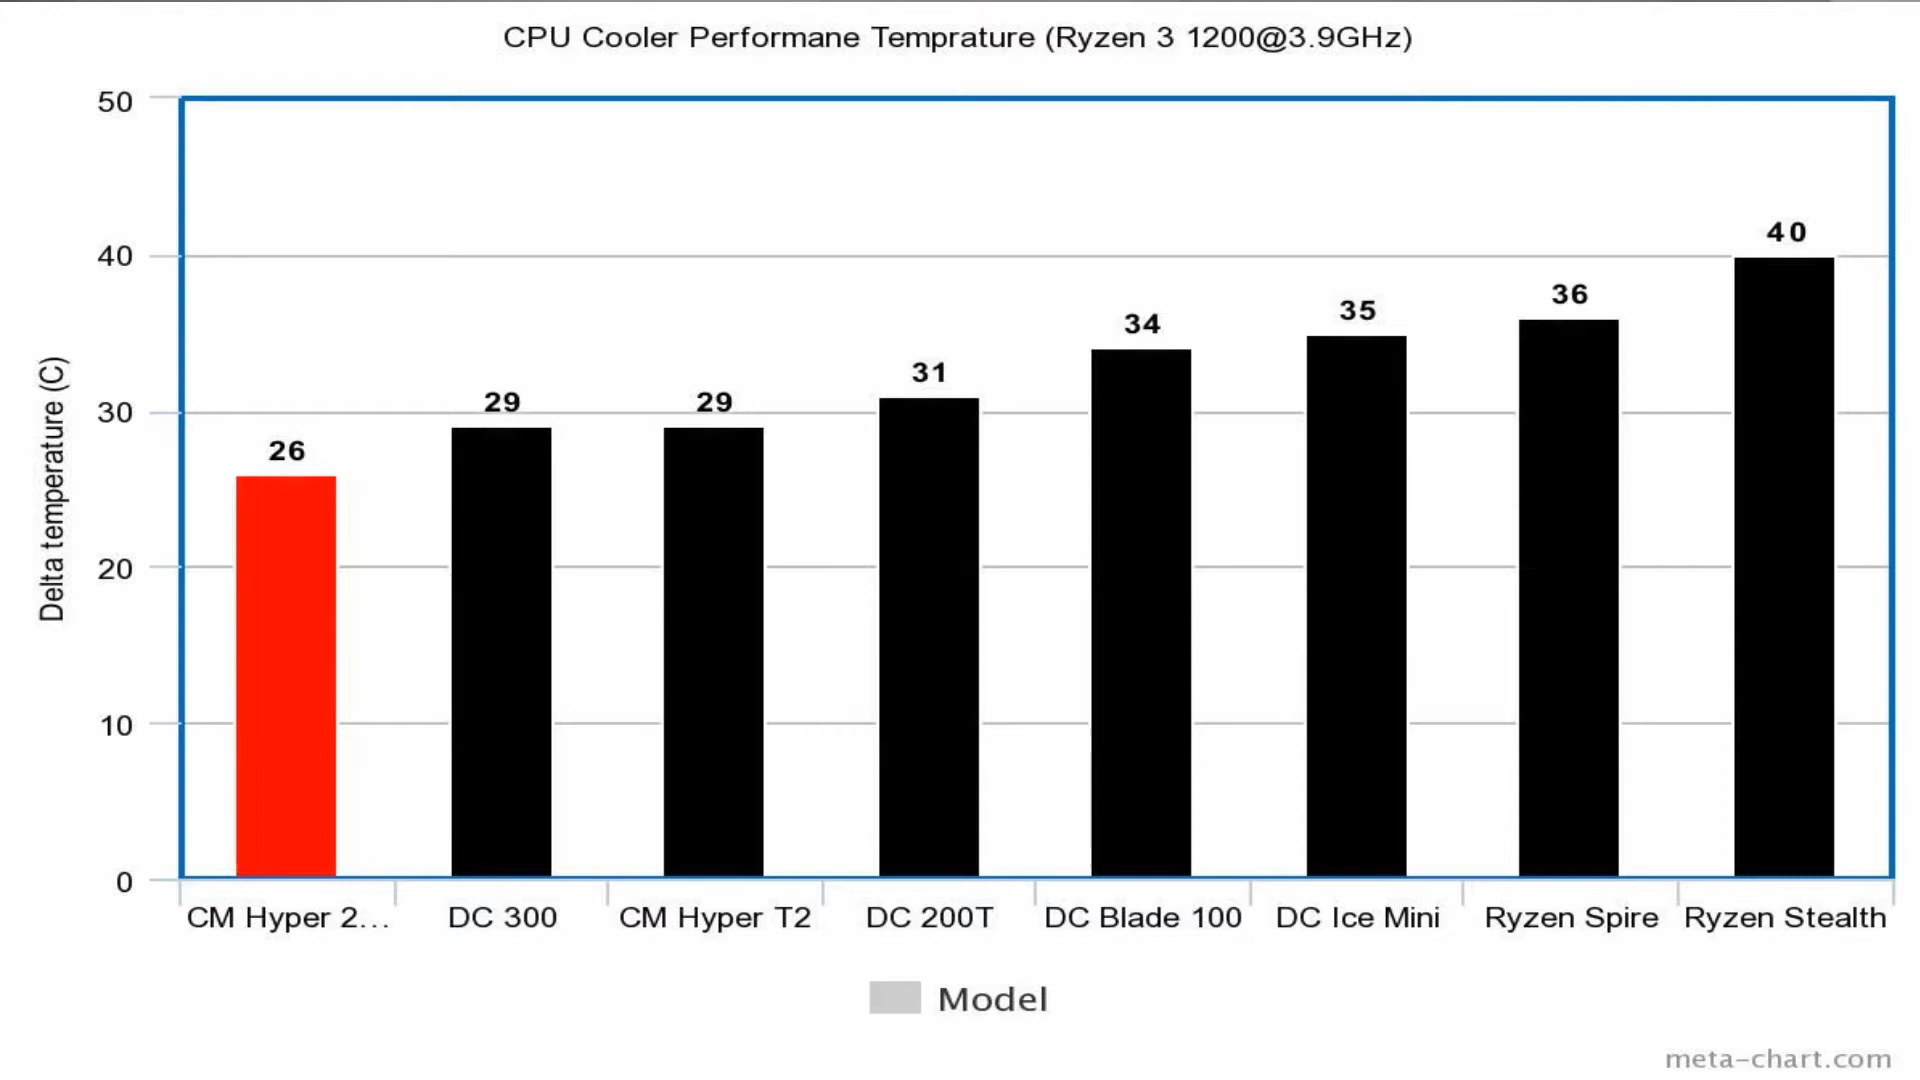 CPU Cooler Performane Temprature (Ryzen 3 1200@3.9GHz)
50
40
30
20
10
0
Delta temperature (C)
26
29
29
31
34
35
36
40
CM Hyper 2...
DC 300
CM Hyper T2
DC 200T
DC Blade 100
DC Ice Mini
Ryzen Spire
Ryzen Stealth
Model
meta-chart.com